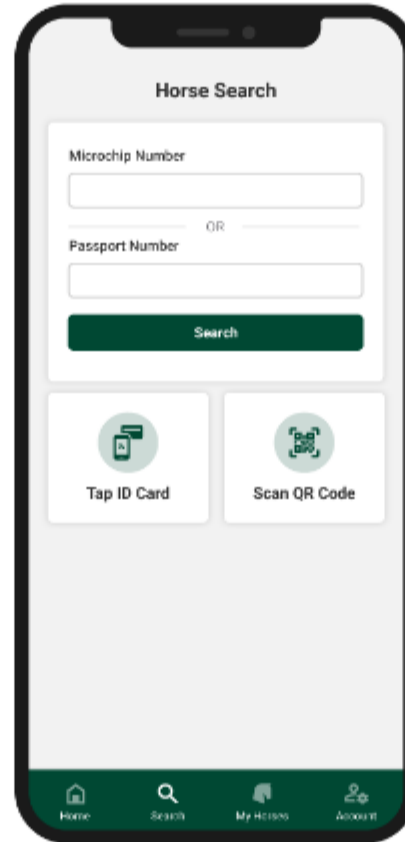 Horse Search
Microchip Number
OR
Passport Number
Search
Tap ID Card
Scan QR Code
Home
Search
My Horses
Account